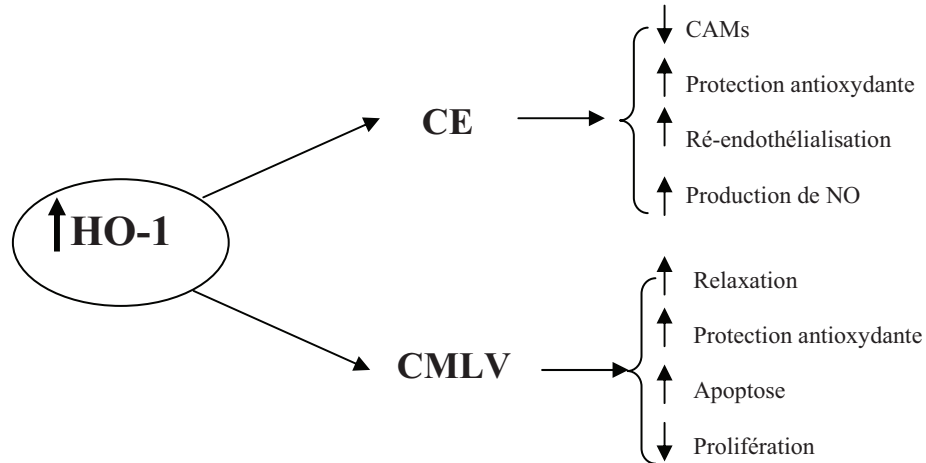 CAMs
Protection antioxydante
CE
Ré-endothélialisation
Production de NO
HO-1
Relaxation
Protection antioxydante
CMLV
Apoptose
Prolifération